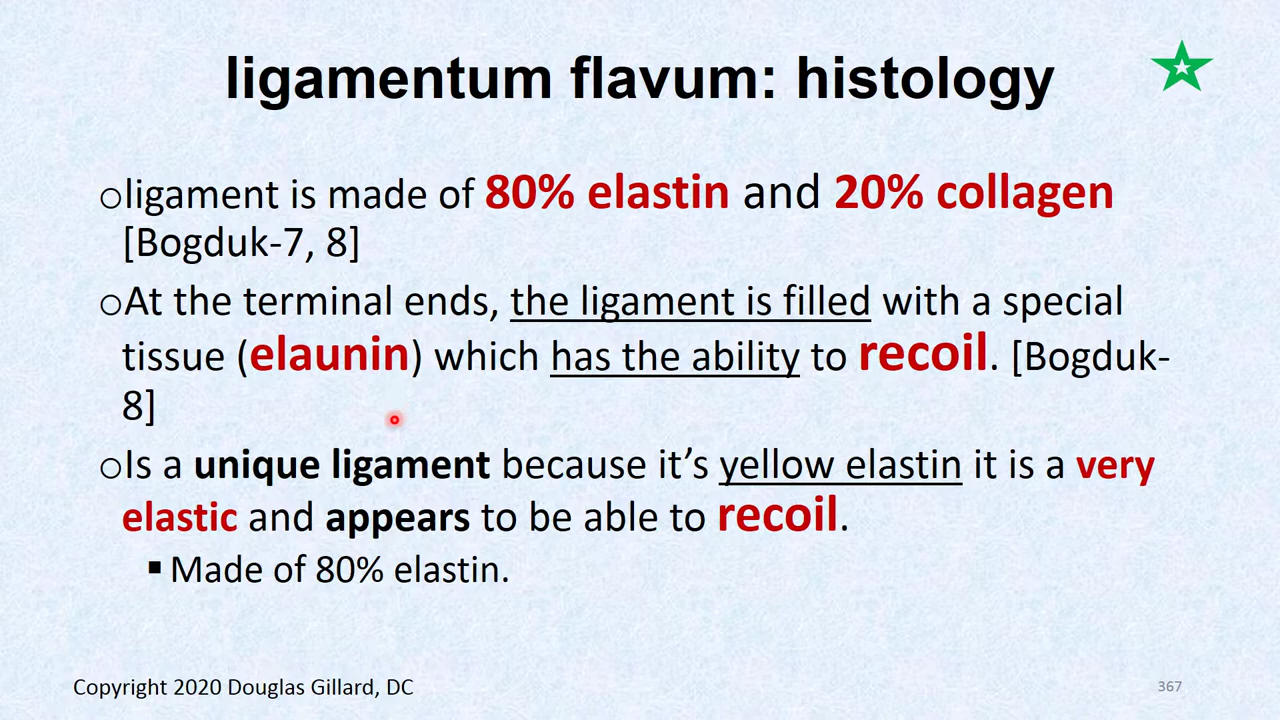 ligamentum flavum: histology
oligament is made of 80% elastin and 20% collagen
[Bogduk-7, 8]
oAt the terminal ends, the ligament is filled with a special
tissue (elaunin) which has the ability to recoil. [Bogduk-
8]
oIs a unique ligament because it’s yellow elastin it is a very
elastic and appears to be able to recoil.
▪ Made of 80% elastin.
Copyright 2020 Douglas Gillard, DC
367